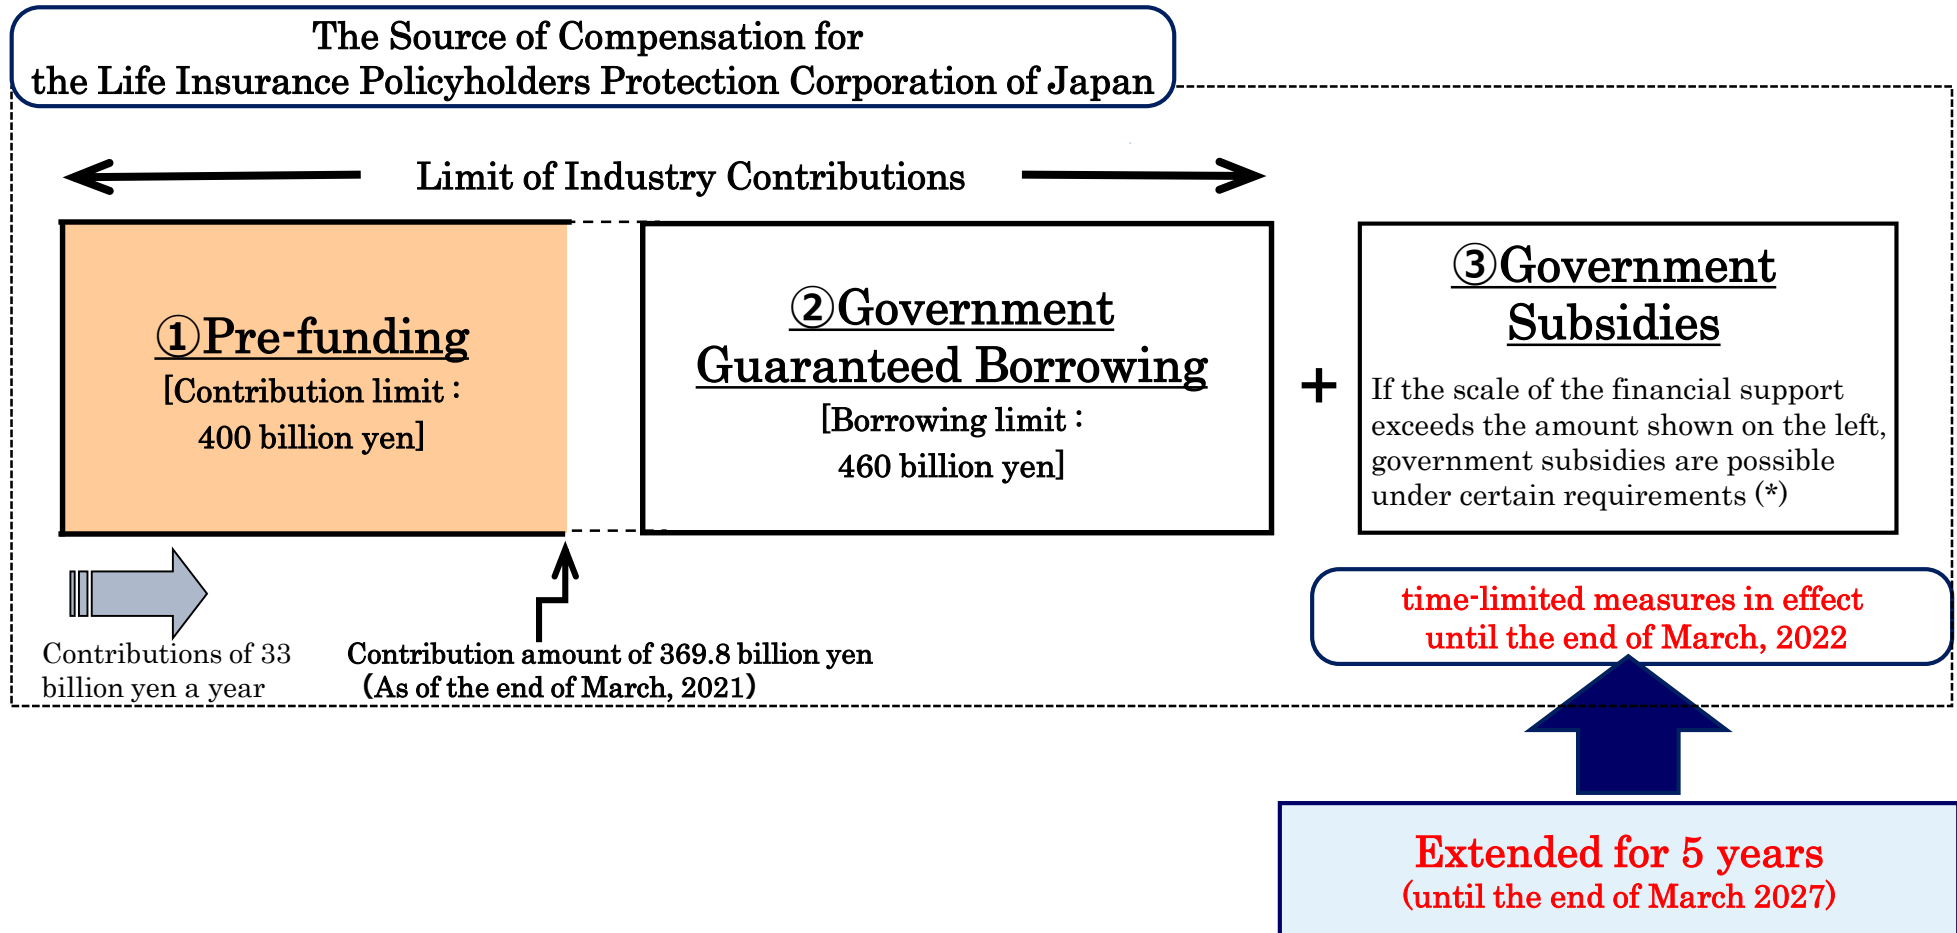 The Source of Compensation for
the Life Insurance Policyholders Protection Corporation of Japan
Limit of Industry Contributions
①Pre-funding
[Contribution limit :
400 billion yen]
②Government
Guaranteed Borrowing
[Borrowing limit :
460 billion yen]
+
③Government
Subsidies
If the scale of the financial support
exceeds the amount shown on the left,
government subsidies are possible
under certain requirements (*)
Contributions of 33
billion yen a year
Contribution amount of 369.8 billion yen
(As of the end of March, 2021)
time-limited measures in effect
until the end of March, 2022
Extended for 5 years
(until the end of March 2027)